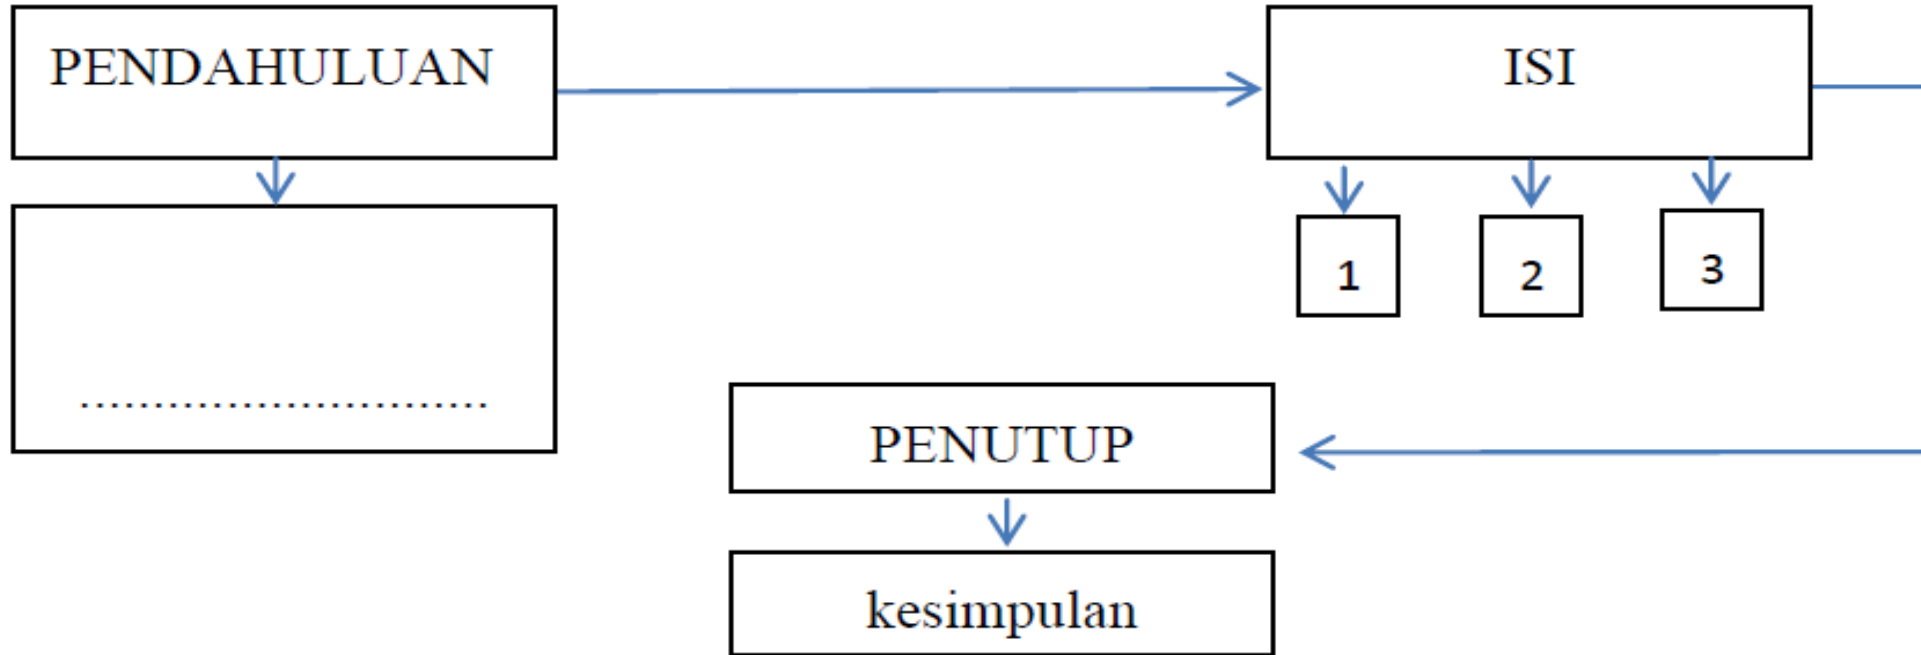 PENDAHULUAN
ISI
1
2
3
............................
PENUTUP
kesimpulan